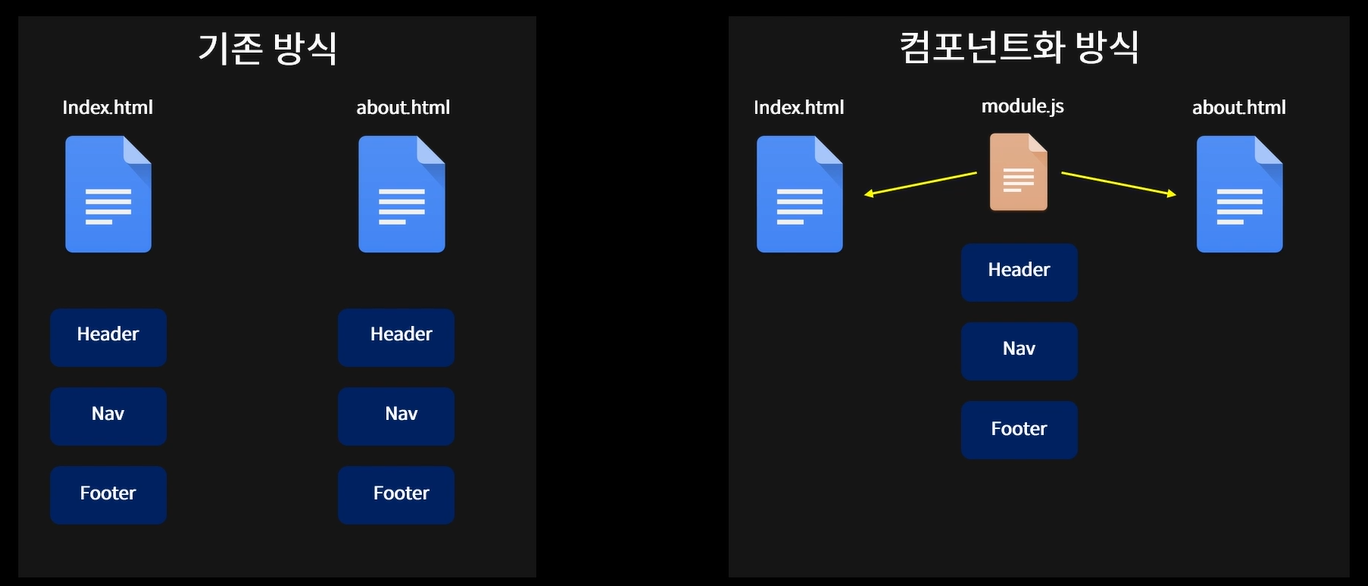 기존 방식
Index.html
about.html
Header
Header
Nav
Nav
Footer
Footer
컴포넌트화 방식
Index.html
module.js
about.html
Header
Nav
Footer